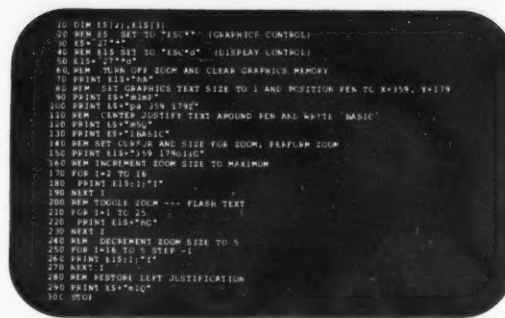 10 DIM E$[2],E1$[3]
20 REM E$ SET TO "ESC*" (GRAPHICS CONTROL)
30 E$='27"*"
40 REM E1$ SET TO "ESC*d" (DISPLAY CONTROL)
50 E1$='27"*d"
60 REM TURN OFF ZOOM AND CLEAR GRAPHICS MEMORY
70 PRINT E1$+"hA"
80 REM SET GRAPHICS TEXT SIZE TO 1 AND POSITION PEN TO X=359, Y=179
90 PRINT E$+"m1M"
100 PRINT E$+"pa 359 179Z"
110 REM CENTER JUSTIFY TEXT AROUND PEN AND WRITE 'BASIC'
120 PRINT E$+"m5Q"
130 PRINT E$+"lBASIC"
140 REM SET CURSOR AND SIZE FOR ZOOM, PERFORM ZOOM
150 PRINT E1$+"359 179o1iG"
160 REM INCREMENT ZOOM SIZE TO MAXIMUM
170 FOR I=2 TO 16
180 PRINT E1$;I;"I"
190 NEXT I
200 REM TOGGLE ZOOM --- FLASH TEXT
210 FOR I=1 TO 25
220 PRINT E1$+"hG"
230 NEXT I
240 REM DECREMENT ZOOM SIZE TO 5
250 FOR I=16 TO 5 STEP -1
260 PRINT E1$;I;"I"
270 NEXT I
280 REM RESTORE LEFT JUSTIFICATION
290 PRINT E$+"m1Q"
300 STOP